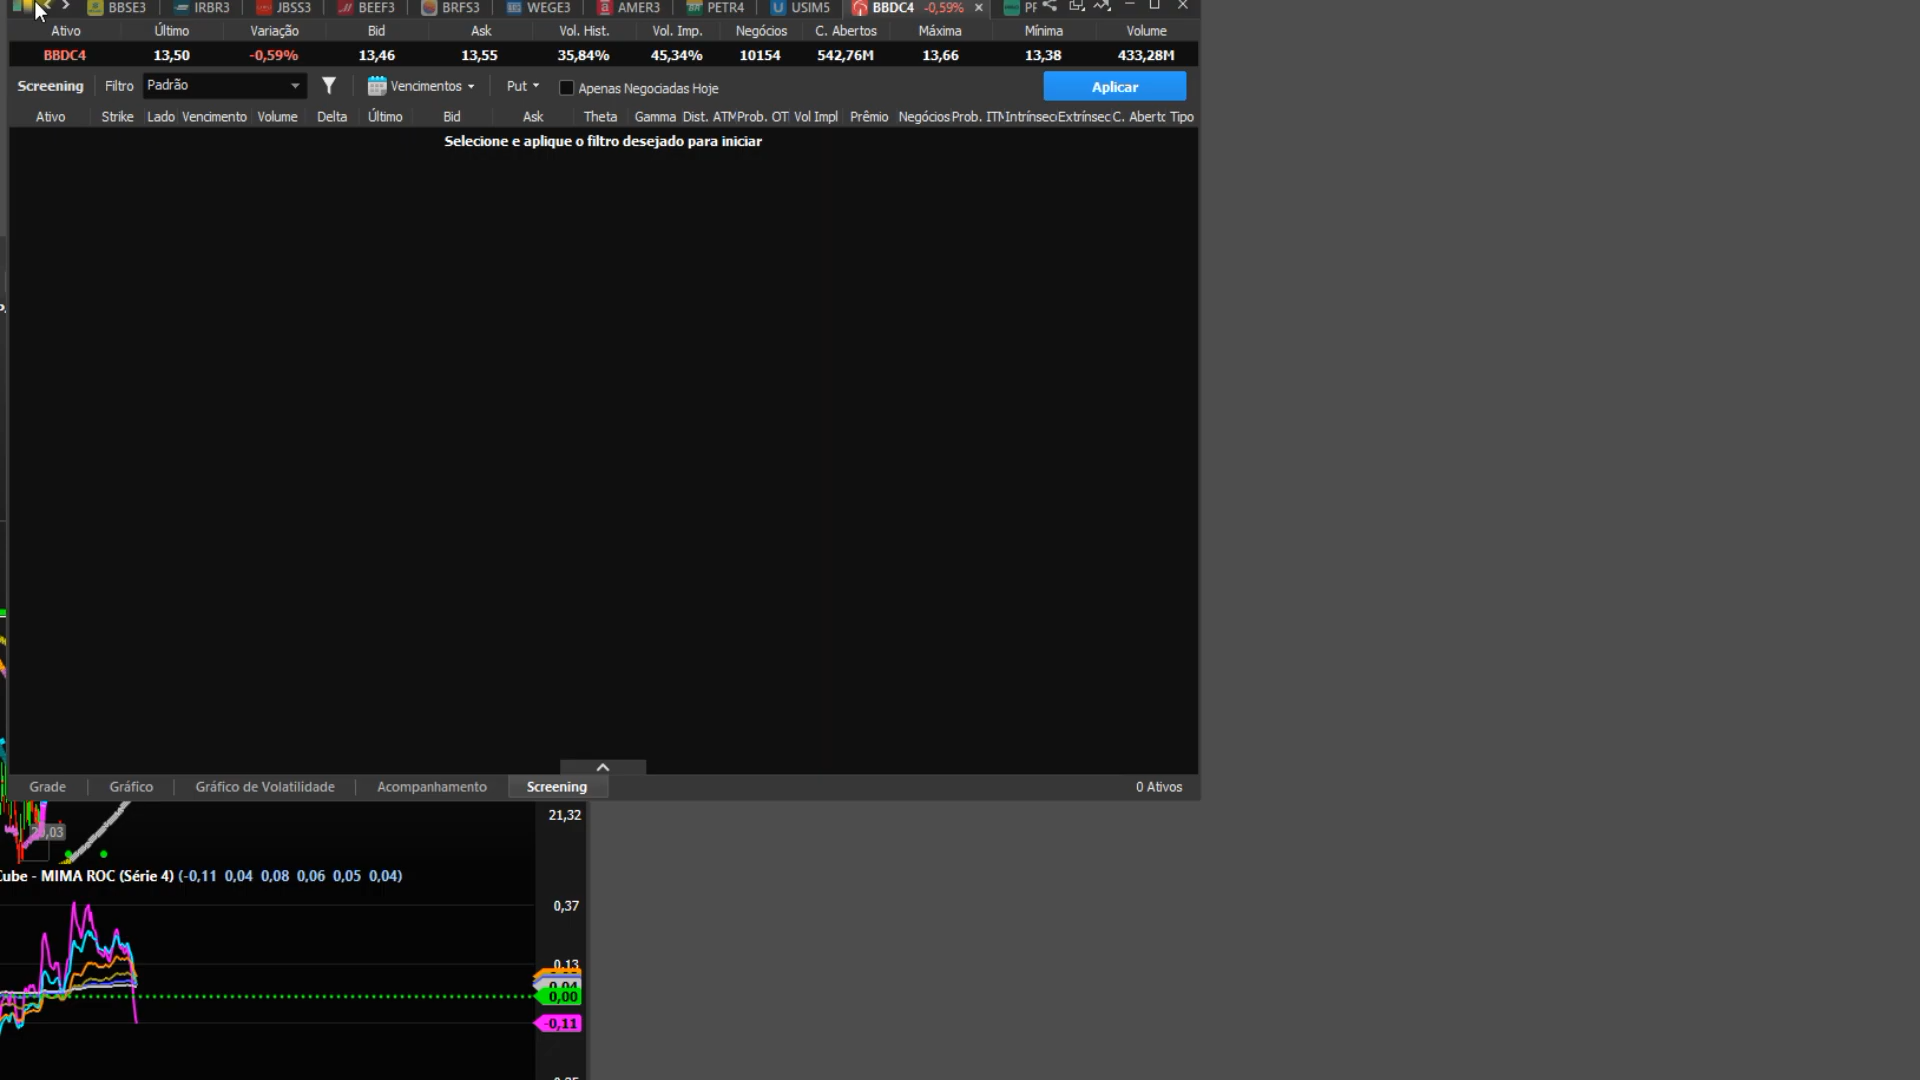 BBSE3 IRBR3 JBSS3 BEEF3 BRFS3 WEGE3 AMER3 PETR4 USIM5 BBDC4 -0,59%
Ativo Último Variação Bid Ask Vol. Hist. Vol. Imp. Negócios C. Abertos Máxima Mínima Volume
BBDC4 13,50 -0,59% 13,46 13,55 35,84% 45,34% 10154 542,76M 13,66 13,38 433,28M
Screening Filtro Padrão Vencimentos Put Apenas Negociadas Hoje Aplicar
Ativo Strike Lado Vencimento Volume Delta Último Bid Ask Theta Gamma Dist. ATM Prob. OT Vol Impl Prêmio Negócios Prob. ITM Intrínsec Extrínsec C. Aberto Tipo
Selecione e aplique o filtro desejado para iniciar
Grade Gráfico Gráfico de Volatilidade Acompanhamento Screening 0 Ativos
21,32
Cube - MIMA ROC (Série 4) (-0,11 0,04 0,08 0,06 0,05 0,04)
0,37
0,13
0,04
0,00
-0,11